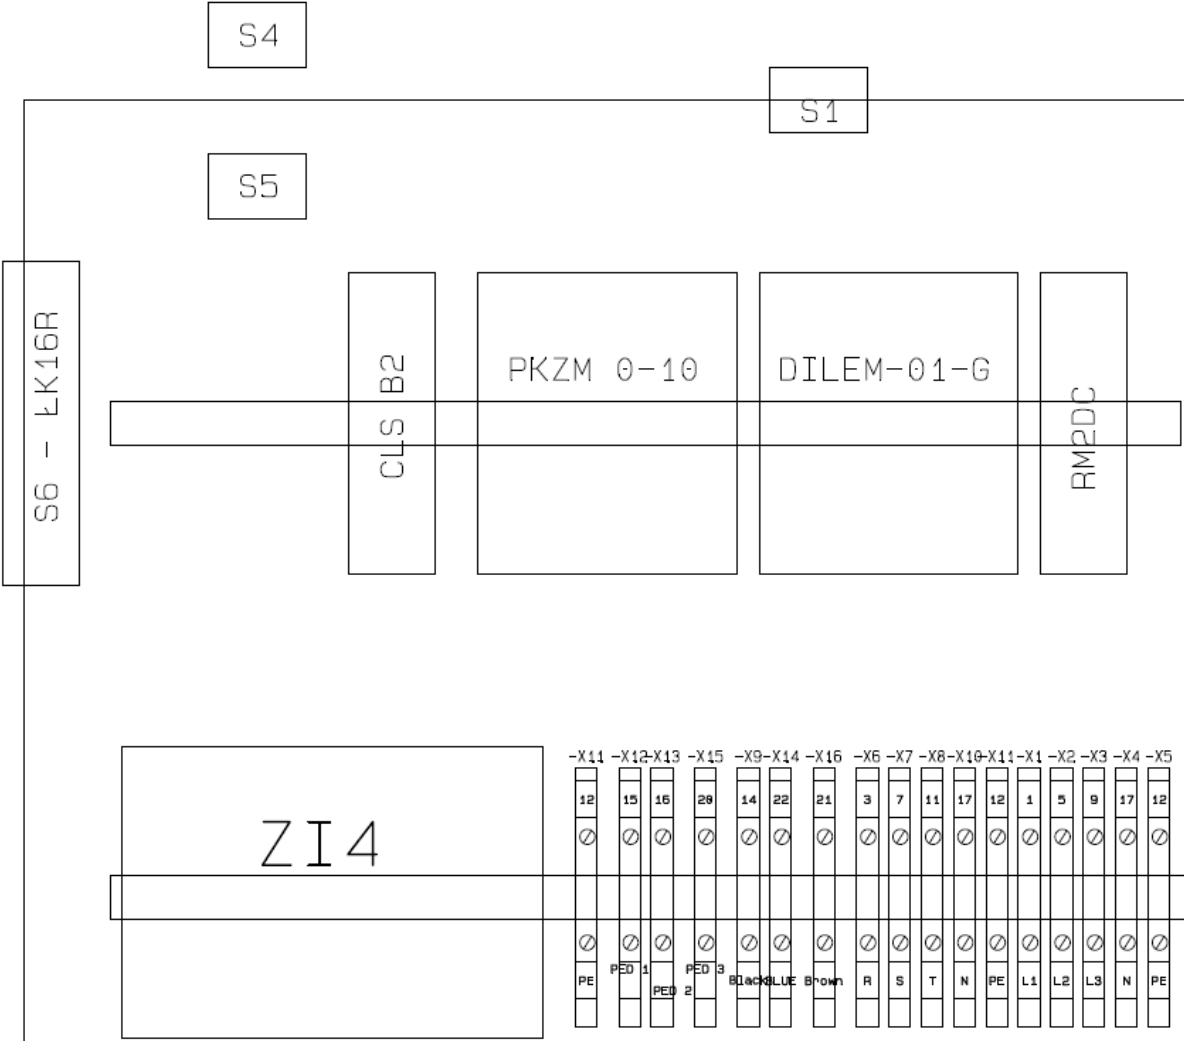 S4
S1
S5
S6 - ŁK16R
CLS B2
PKZM 0-10
DILEM-01-G
RM2DC
ZI4
-X11 -X12 -X13 -X15 -X9 -X14 -X16 -X6 -X7 -X8 -X10 -X11 -X1 -X2 -X3 -X4 -X5
12 15 16 20 14 22 21 3 7 11 17 12 1 5 9 17 12
PE PED 1 PED 2 PED 3 Black BLUE Brown R S T N PE L1 L2 L3 N PE